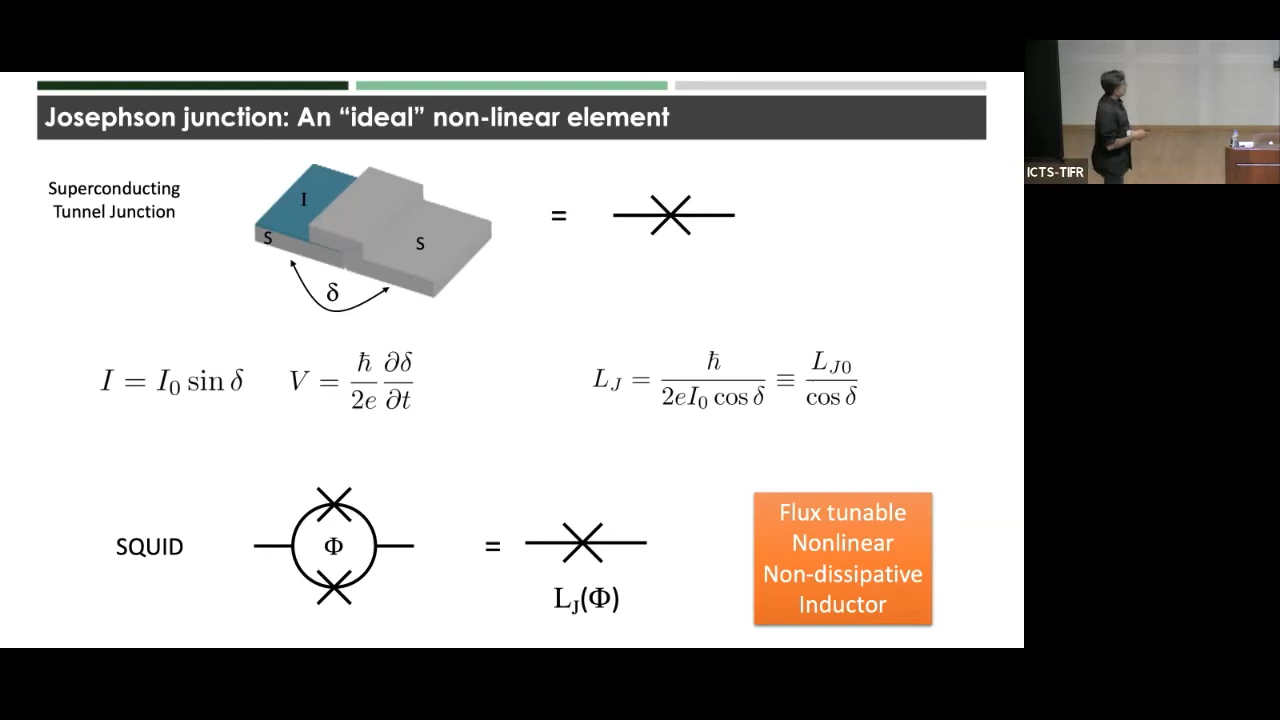 Josephson junction: An “ideal” non-linear element
ICTS-TIFR
Superconducting
Tunnel Junction
I
S
S
δ
=
I = I₀ sin δ
V = ħ/2e ∂δ/∂t
L_J = ħ/(2eI₀ cos δ) ≡ L_J0/cos δ
SQUID
Φ
=
L_J(Φ)
Flux tunable
Nonlinear
Non-dissipative
Inductor